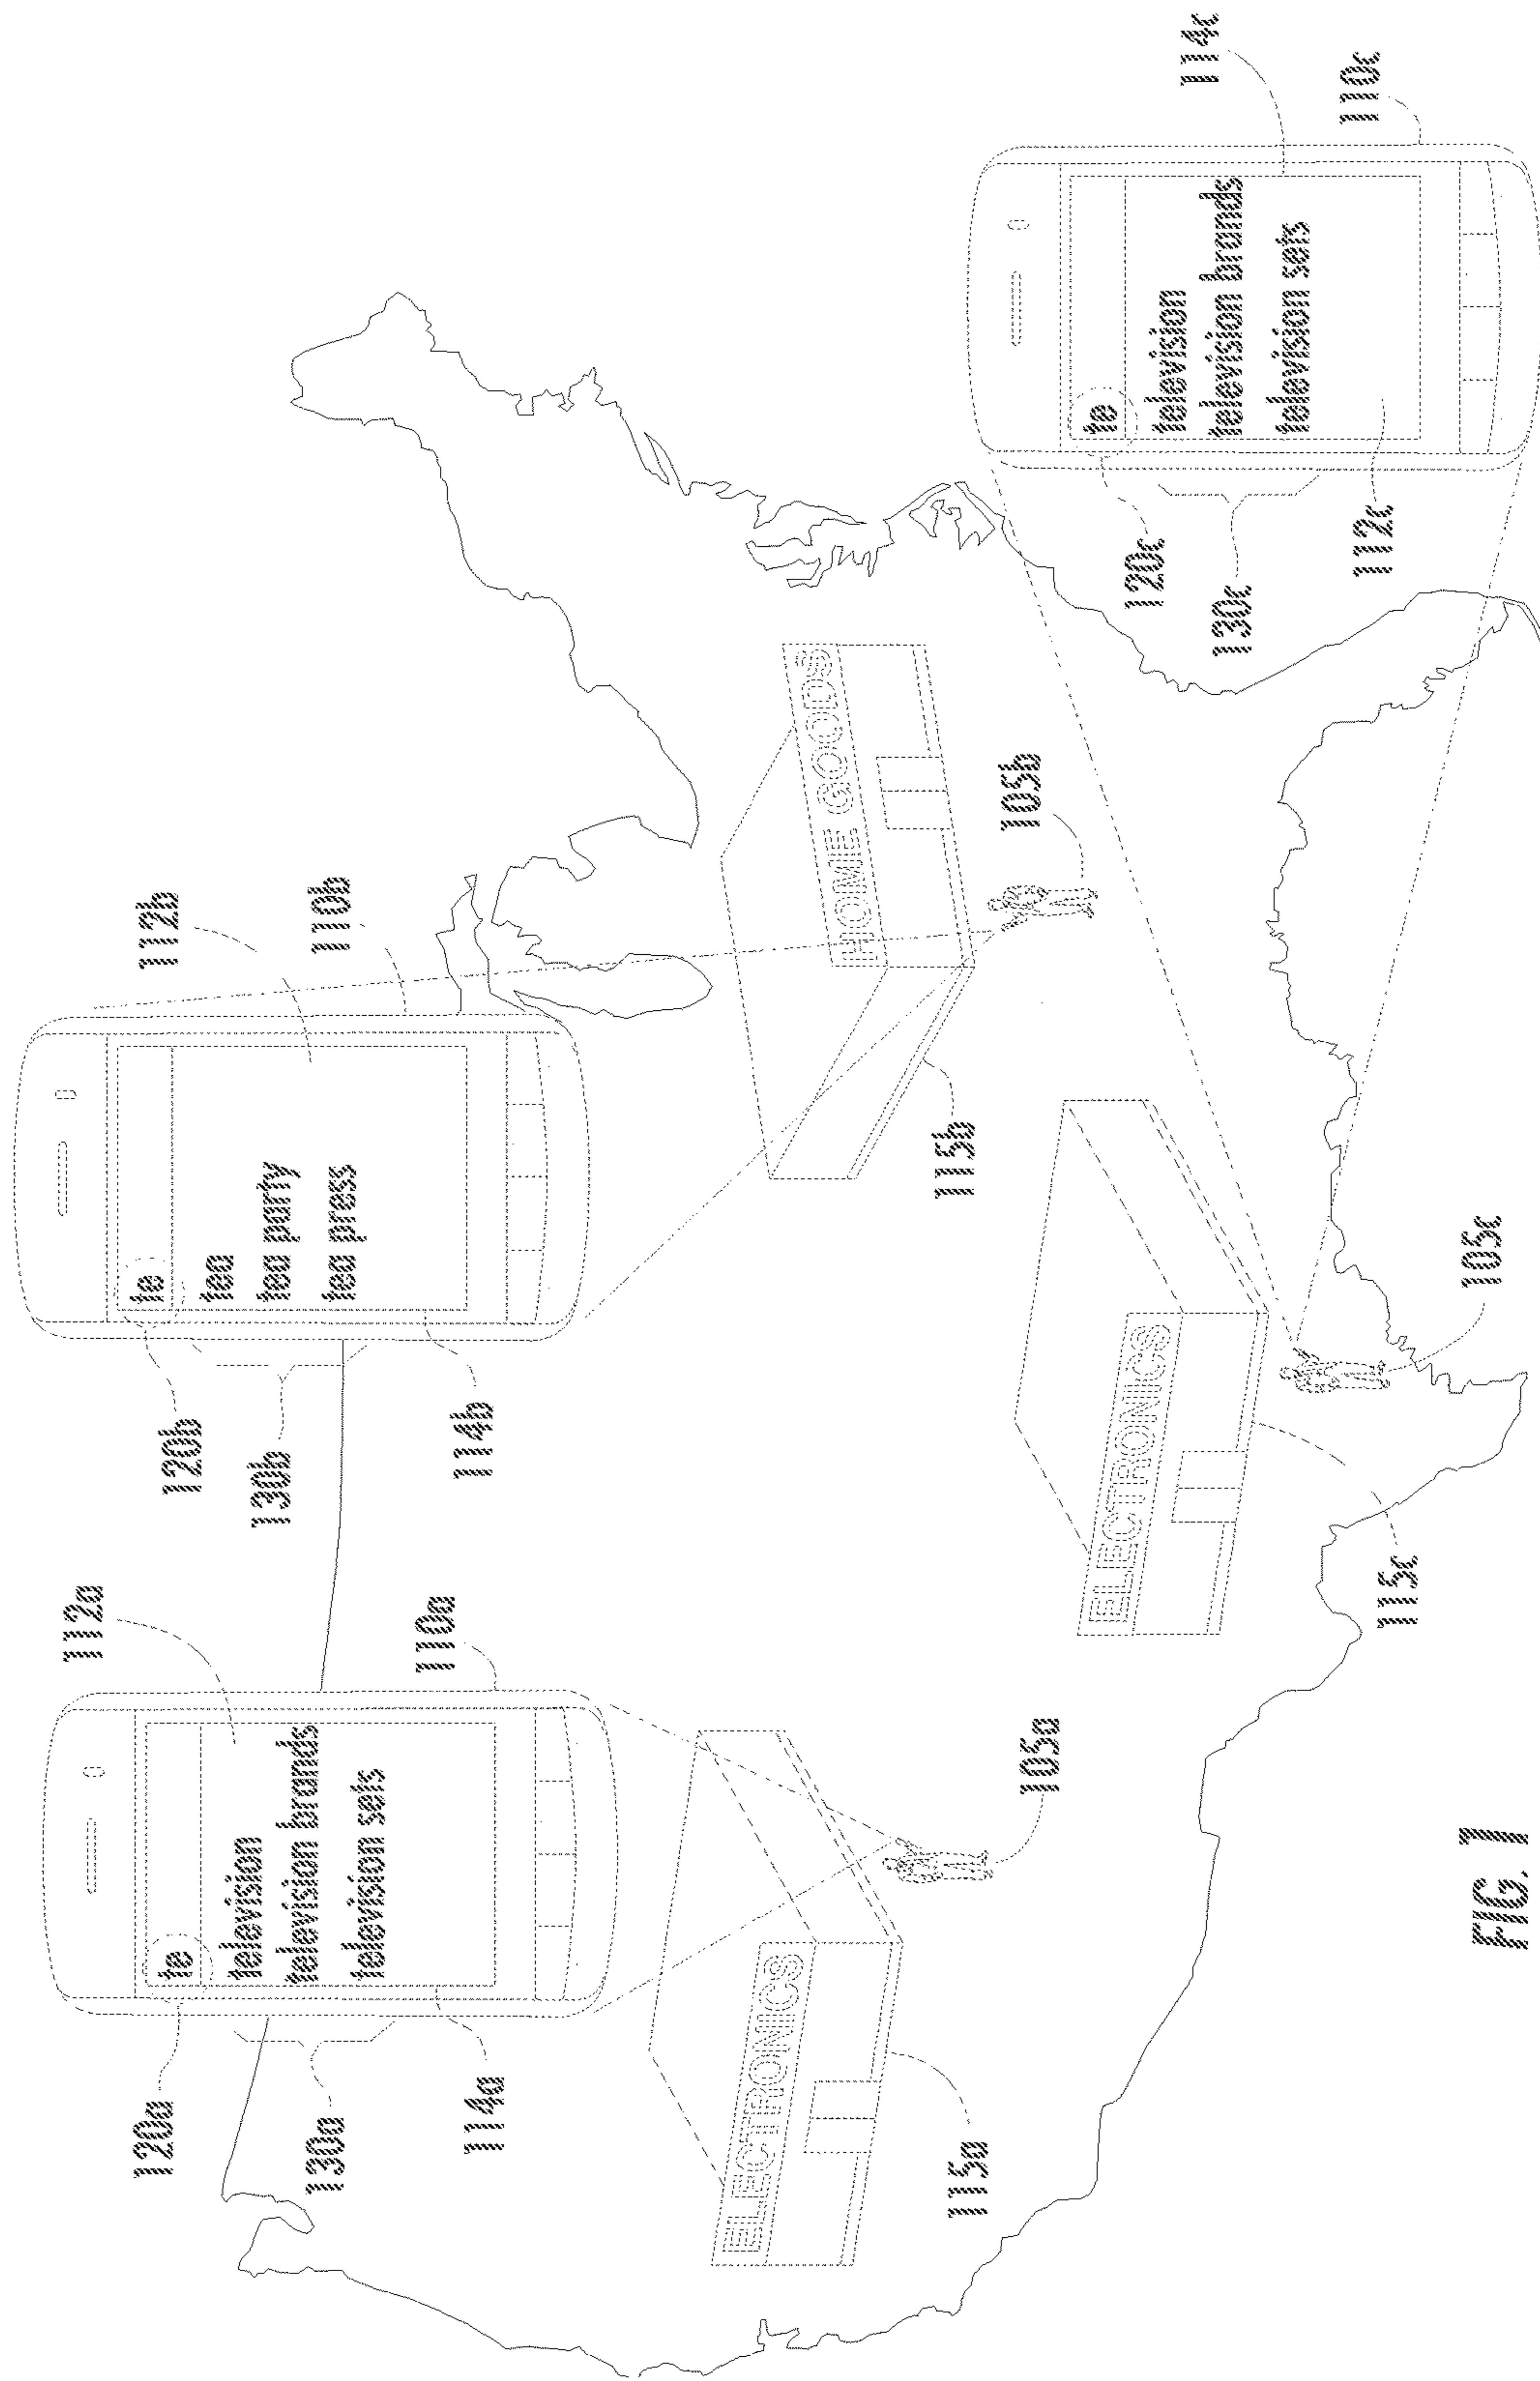 112a
110a
120a
te
television
television brands
television sets
130a
114a
ELECTRONICS
115a
105a
112b
110b
120b
te
tea
tea party
tea press
130b
114b
HOME GOODS
115b
105b
ELECTRONICS
115c
105c
114c
110c
120c
te
television
television brands
television sets
130c
112c
FIG. 1